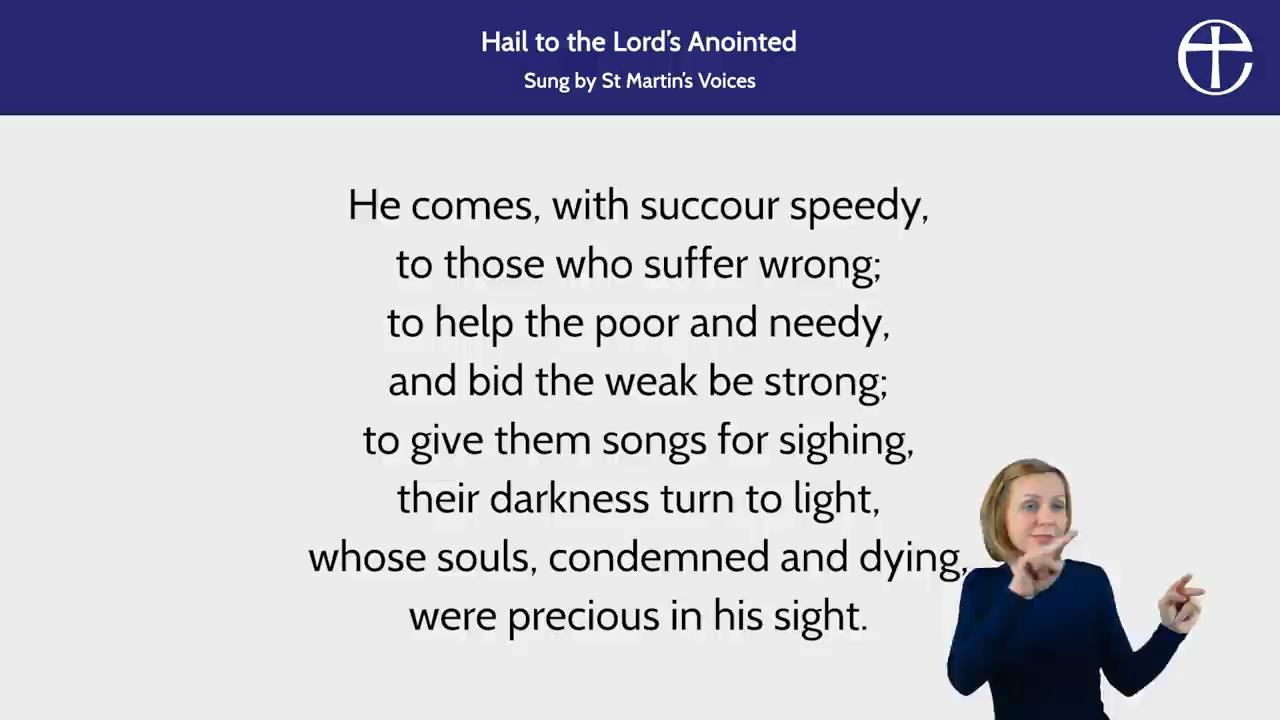 Hail to the Lord's Anointed
Sung by St Martin's Voices
He comes, with succour speedy,
to those who suffer wrong;
to help the poor and needy,
and bid the weak be strong;
to give them songs for sighing,
their darkness turn to light,
whose souls, condemned and dying,
were precious in his sight.